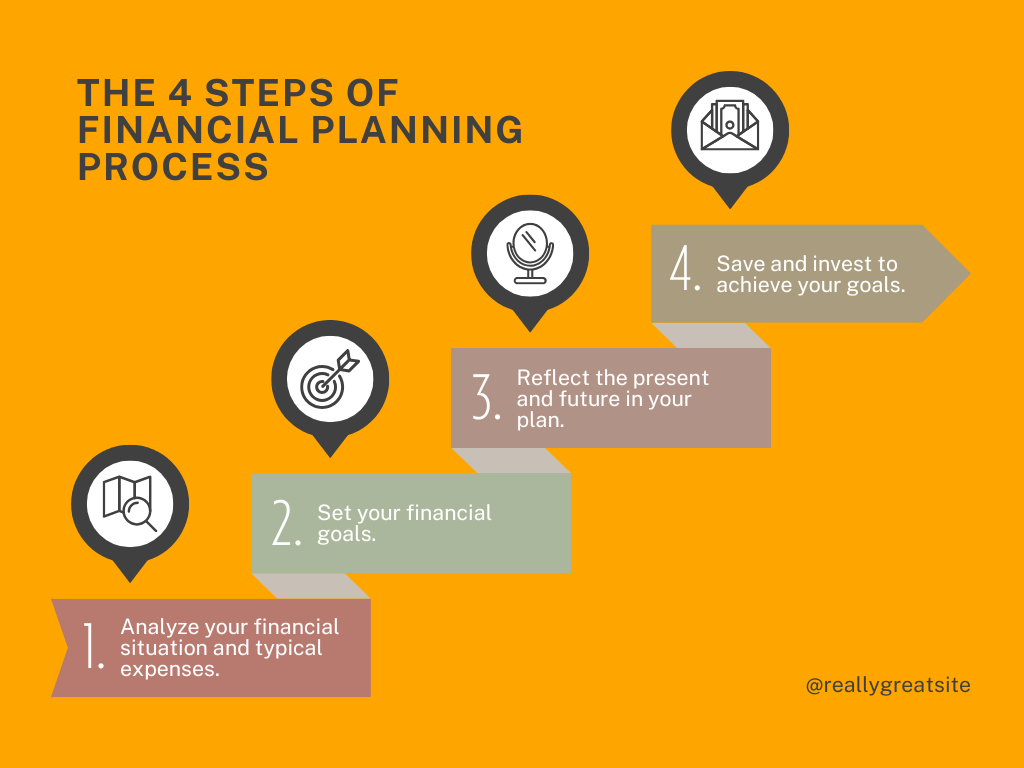 THE 4 STEPS OF
FINANCIAL PLANNING
PROCESS
1.
Analyze your financial
situation and typical
expenses.
2.
Set your financial
goals.
3.
Reflect the present
and future in your
plan.
4.
Save and invest to
achieve your goals.
@reallygreatsite